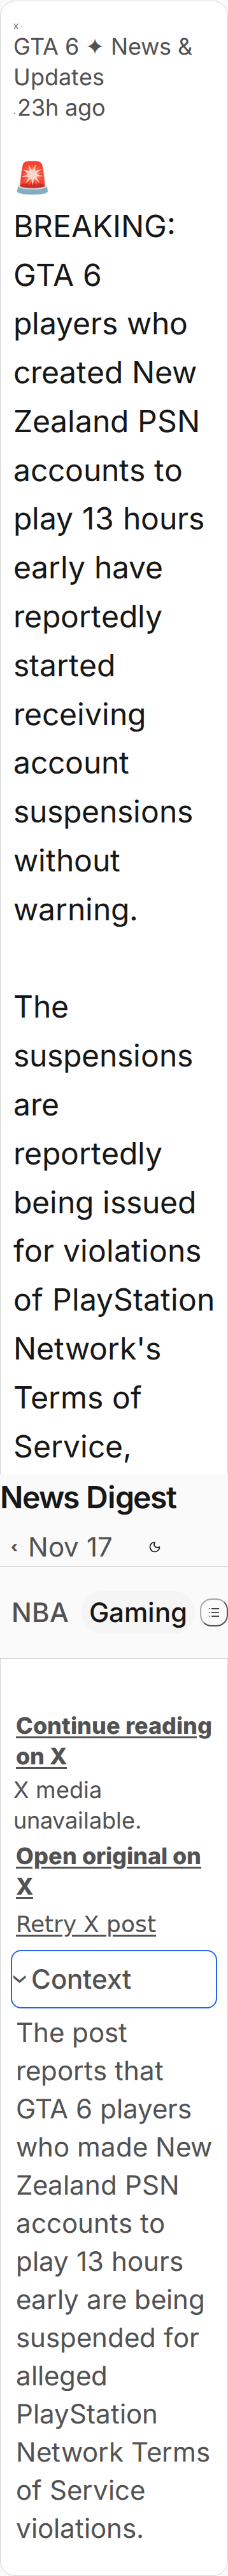 X ·
GTA 6 ✦ News &
Updates
· 23h ago
🚨
BREAKING:
GTA 6
players who
created New
Zealand PSN
accounts to
play 13 hours
early have
reportedly
started
receiving
account
suspensions
without
warning.
The
suspensions
are
reportedly
being issued
for violations
of PlayStation
Network's
Terms of
Service,
News Digest
‹ Nov 17
NBA Gaming
Continue reading
on X
X media
unavailable.
Open original on
X
Retry X post
Context
The post
reports that
GTA 6 players
who made New
Zealand PSN
accounts to
play 13 hours
early are being
suspended for
alleged
PlayStation
Network Terms
of Service
violations.